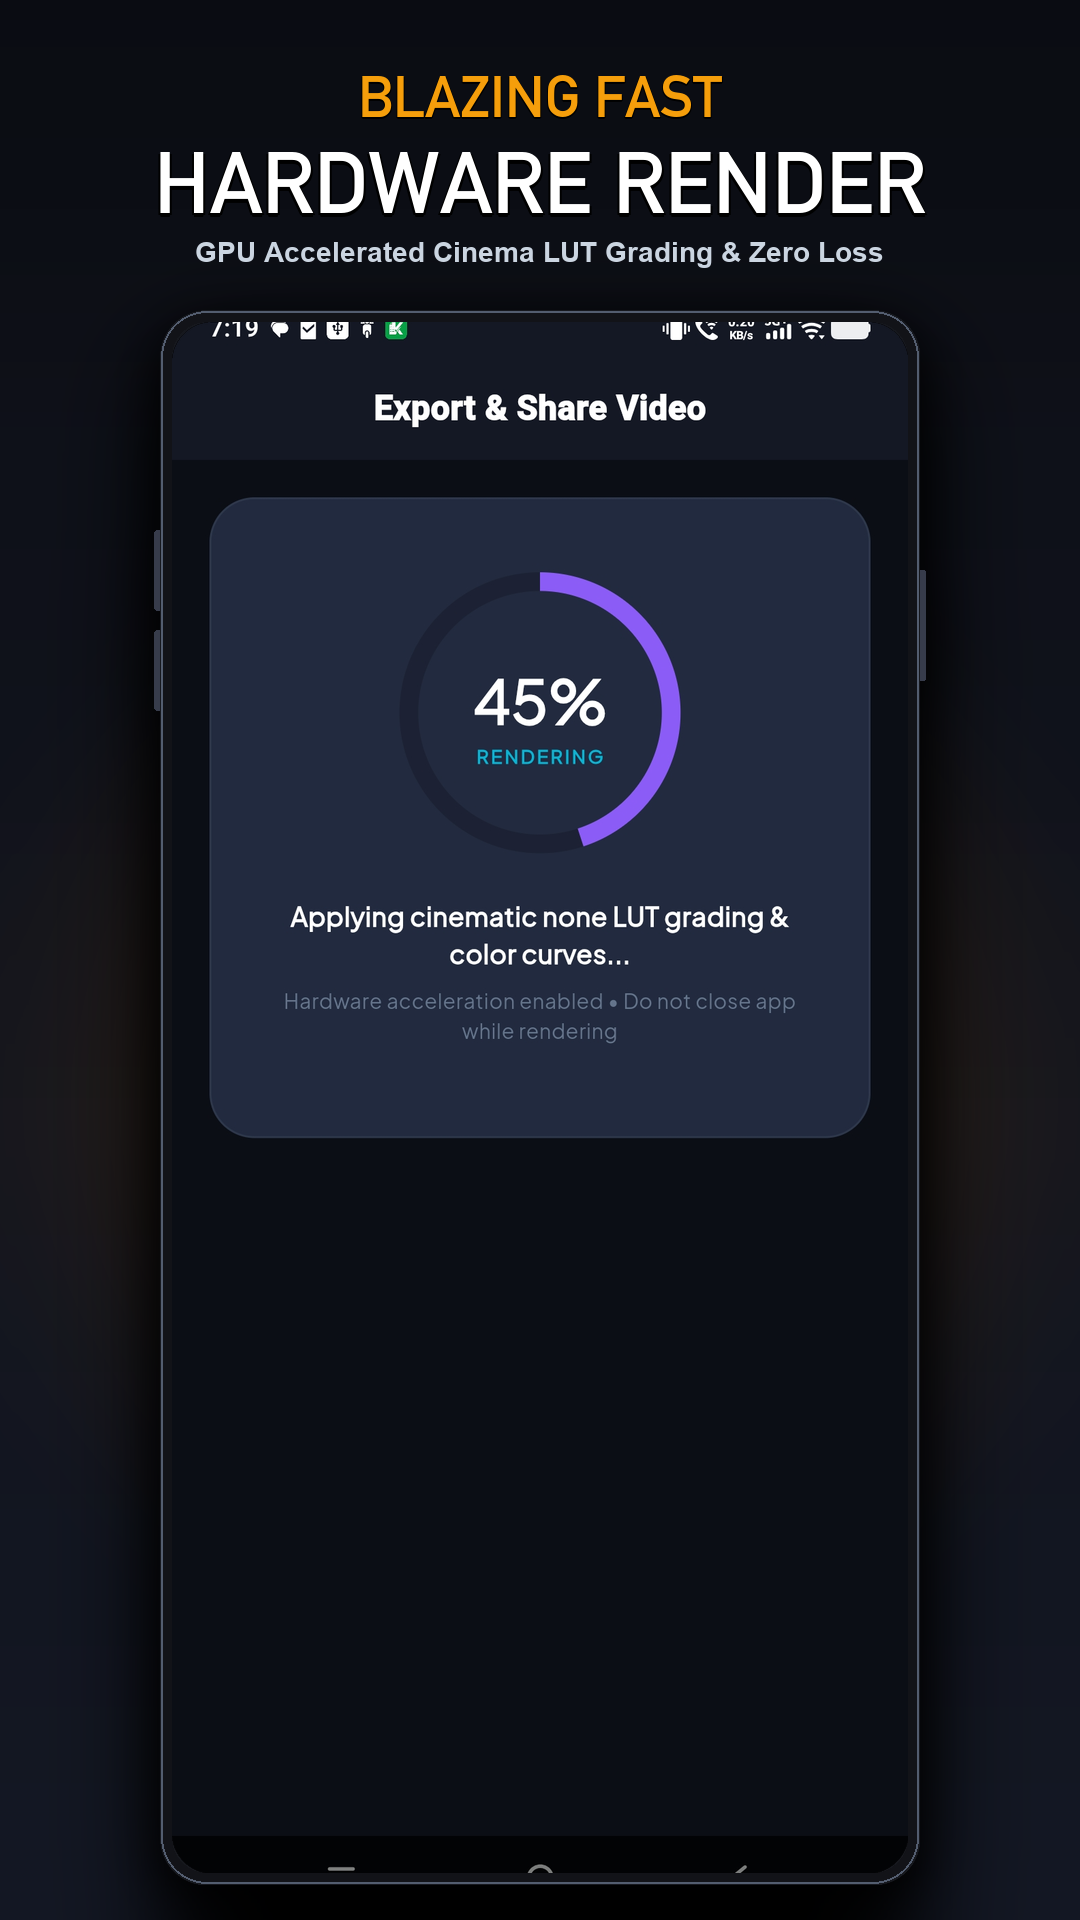 BLAZING FAST
HARDWARE RENDER
GPU Accelerated Cinema LUT Grading & Zero Loss
7:19
KB/s
Export & Share Video
45%
RENDERING
Applying cinematic none LUT grading &
color curves...
Hardware acceleration enabled • Do not close app
while rendering